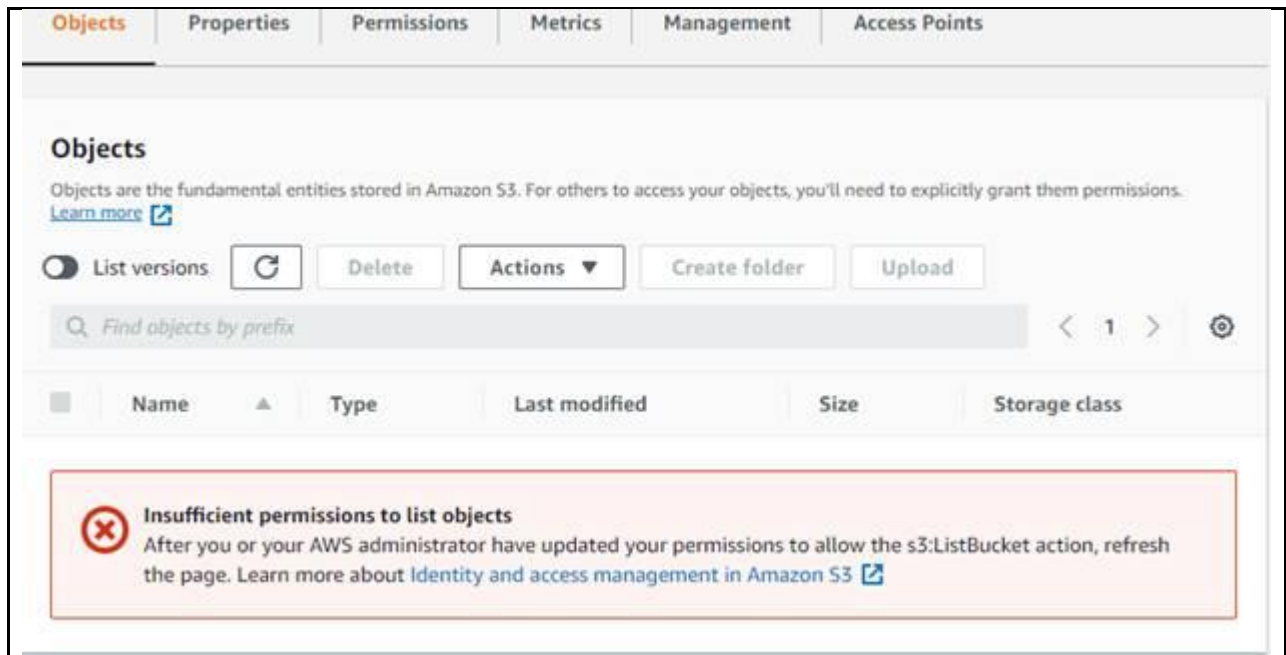 Objects Properties Permissions Metrics Management Access Points
Objects
Objects are the fundamental entities stored in Amazon S3. For others to access your objects, you'll need to explicitly grant them permissions.
Learn more
List versions Delete Actions ▼ Create folder Upload
Find objects by prefix < 1 >
Name ▲ Type Last modified Size Storage class
Insufficient permissions to list objects
After you or your AWS administrator have updated your permissions to allow the s3:ListBucket action, refresh
the page. Learn more about Identity and access management in Amazon S3